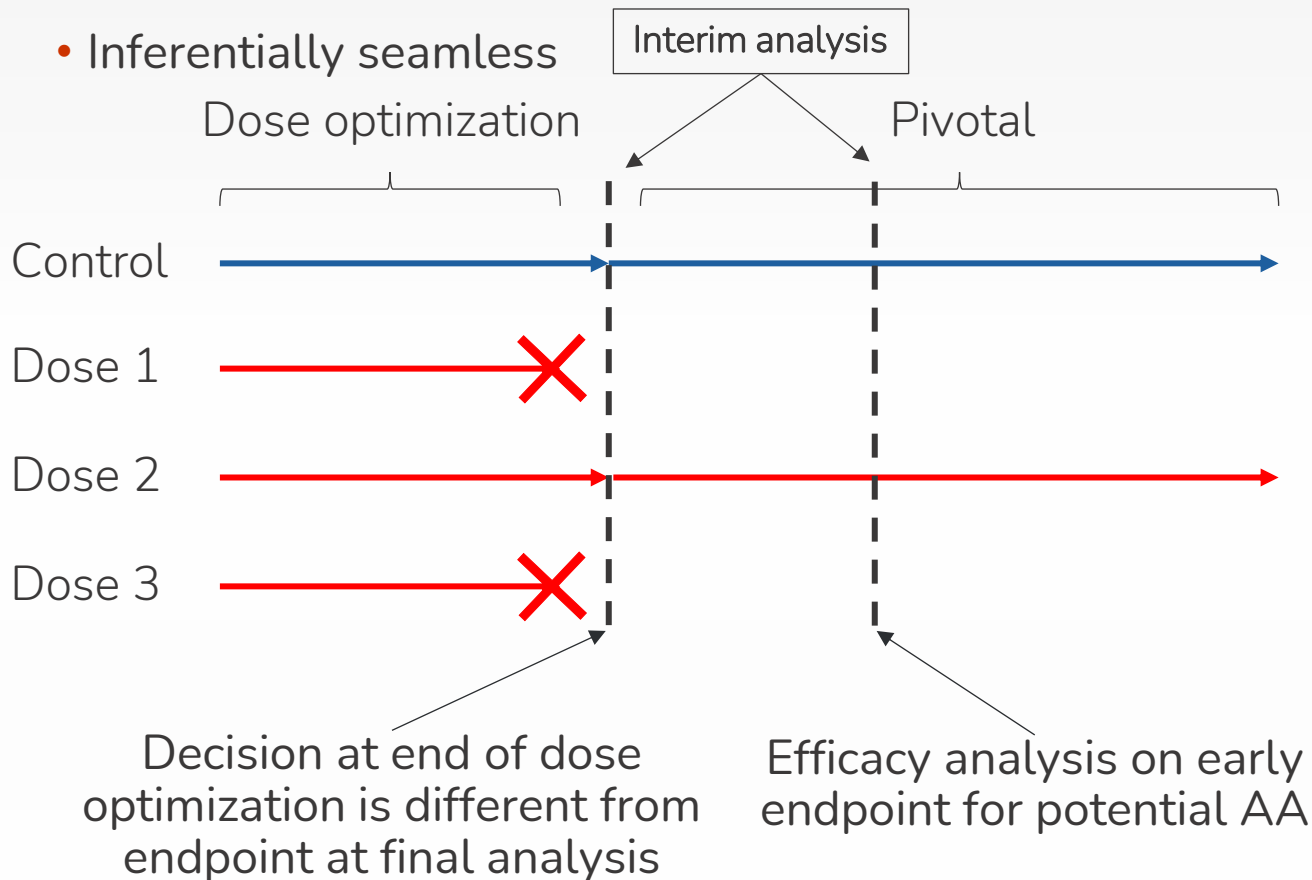 • Inferentially seamless
Interim analysis
Dose optimization
Pivotal
Control
Dose 1
Dose 2
Dose 3
Decision at end of dose
optimization is different from
endpoint at final analysis
Efficacy analysis on early
endpoint for potential AA